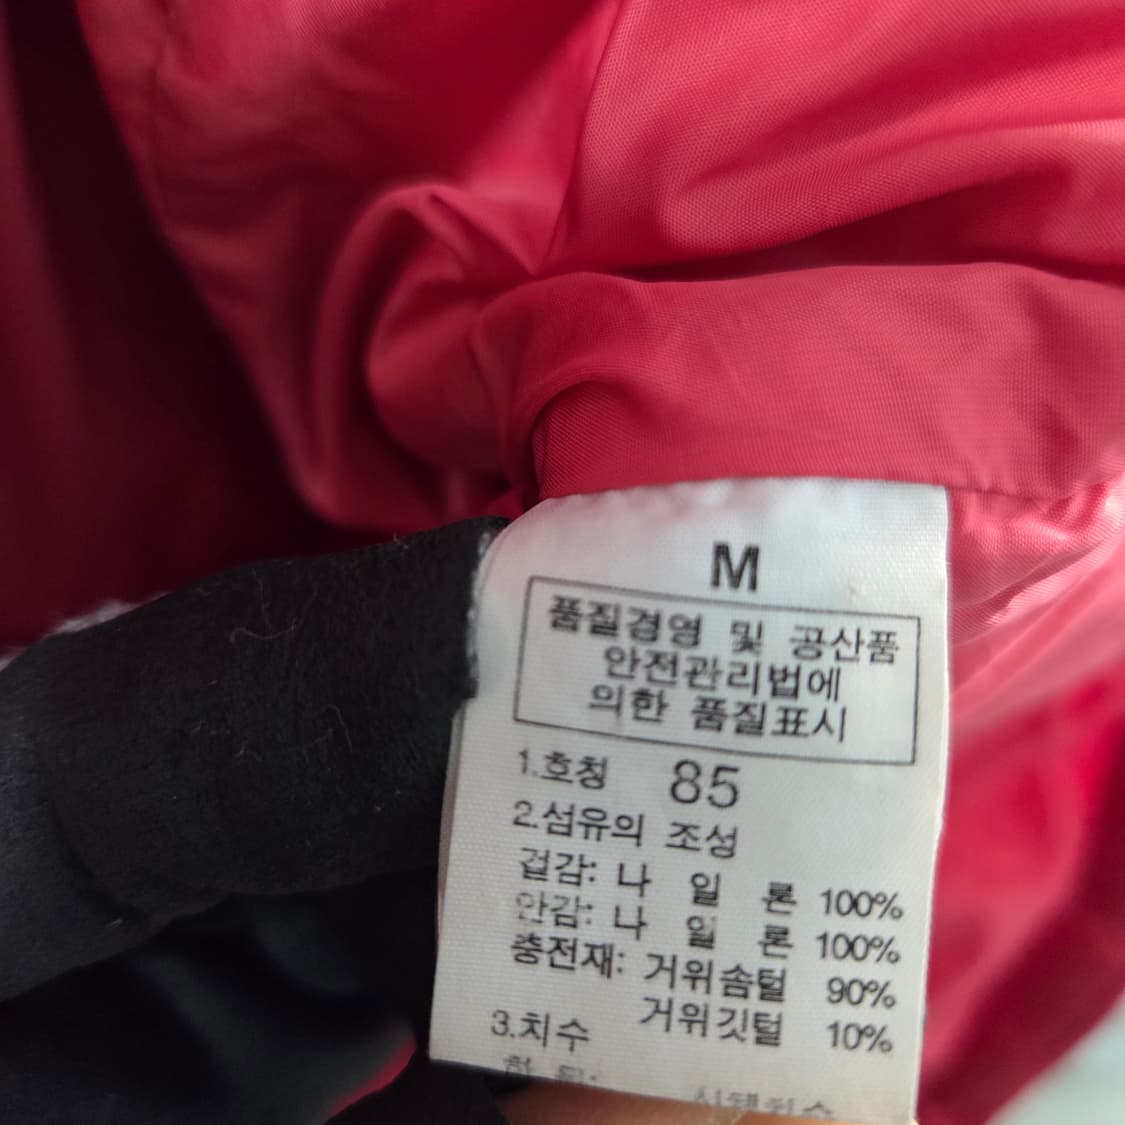 M
품질경영 및 공산품
안전관리법에
의한 품질표시
1.호칭 85
2.섬유의 조성
겉감: 나 일 론 100%
안감: 나 일 론 100%
충전재: 거위솜털 90%
거위깃털 10%
3.치수